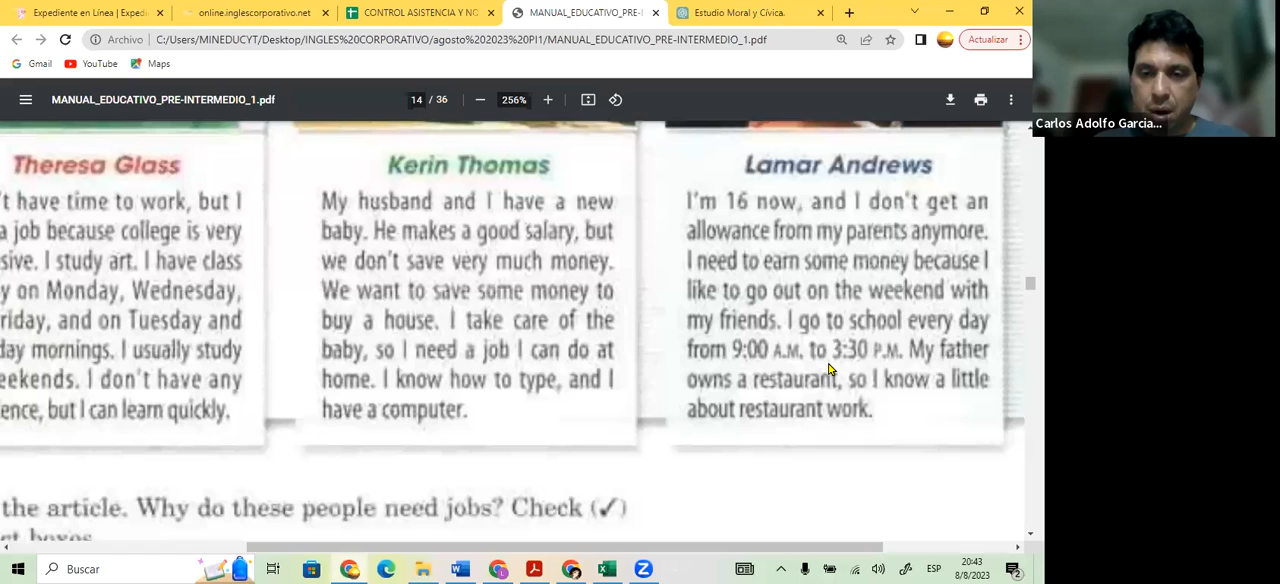 Expediente en Línea | Expedi
online.inglescorporativo.net
CONTROL ASISTENCIA Y NO
MANUAL_EDUCATIVO_PRE-I
Estudio Moral y Cívica.
Archivo
C:/Users/MINEDUCYT/Desktop/INGLES%20CORPORATIVO/agosto%202023%20PI1/MANUAL_EDUCATIVO_PRE-INTERMEDIO_1.pdf
Actualizar
Gmail
YouTube
Maps
MANUAL_EDUCATIVO_PRE-INTERMEDIO_1.pdf
14 / 36
256%
Carlos Adolfo Garcia...
Theresa Glass
't have time to work, but I
a job because college is very
sive. I study art. I have class
y on Monday, Wednesday,
riday, and on Tuesday and
day mornings. I usually study
eekends. I don't have any
ience, but I can learn quickly.
Kerin Thomas
My husband and I have a new
baby. He makes a good salary, but
we don't save very much money.
We want to save some money to
buy a house. I take care of the
baby, so I need a job I can do at
home. I know how to type, and I
have a computer.
Lamar Andrews
I'm 16 now, and I don't get an
allowance from my parents anymore.
I need to earn some money because I
like to go out on the weekend with
my friends. I go to school every day
from 9:00 A.M. to 3:30 P.M. My father
owns a restaurant, so I know a little
about restaurant work.
the article. Why do these people need jobs? Check (✓)
ct boxes
Buscar
ESP
20:43
8/8/2023